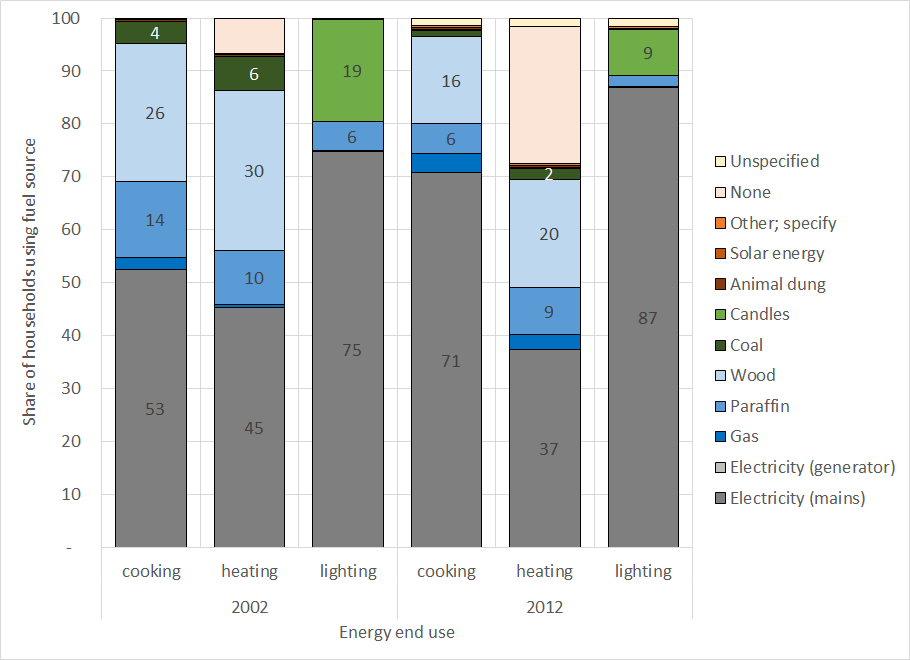 100
90
80
70
60
50
40
30
20
10
-
Share of households using fuel source
4
26
14
53
6
30
10
45
19
6
75
16
6
71
2
20
9
37
9
87
cooking heating lighting cooking heating lighting
2002 2012
Energy end use
Unspecified
None
Other; specify
Solar energy
Animal dung
Candles
Coal
Wood
Paraffin
Gas
Electricity (generator)
Electricity (mains)